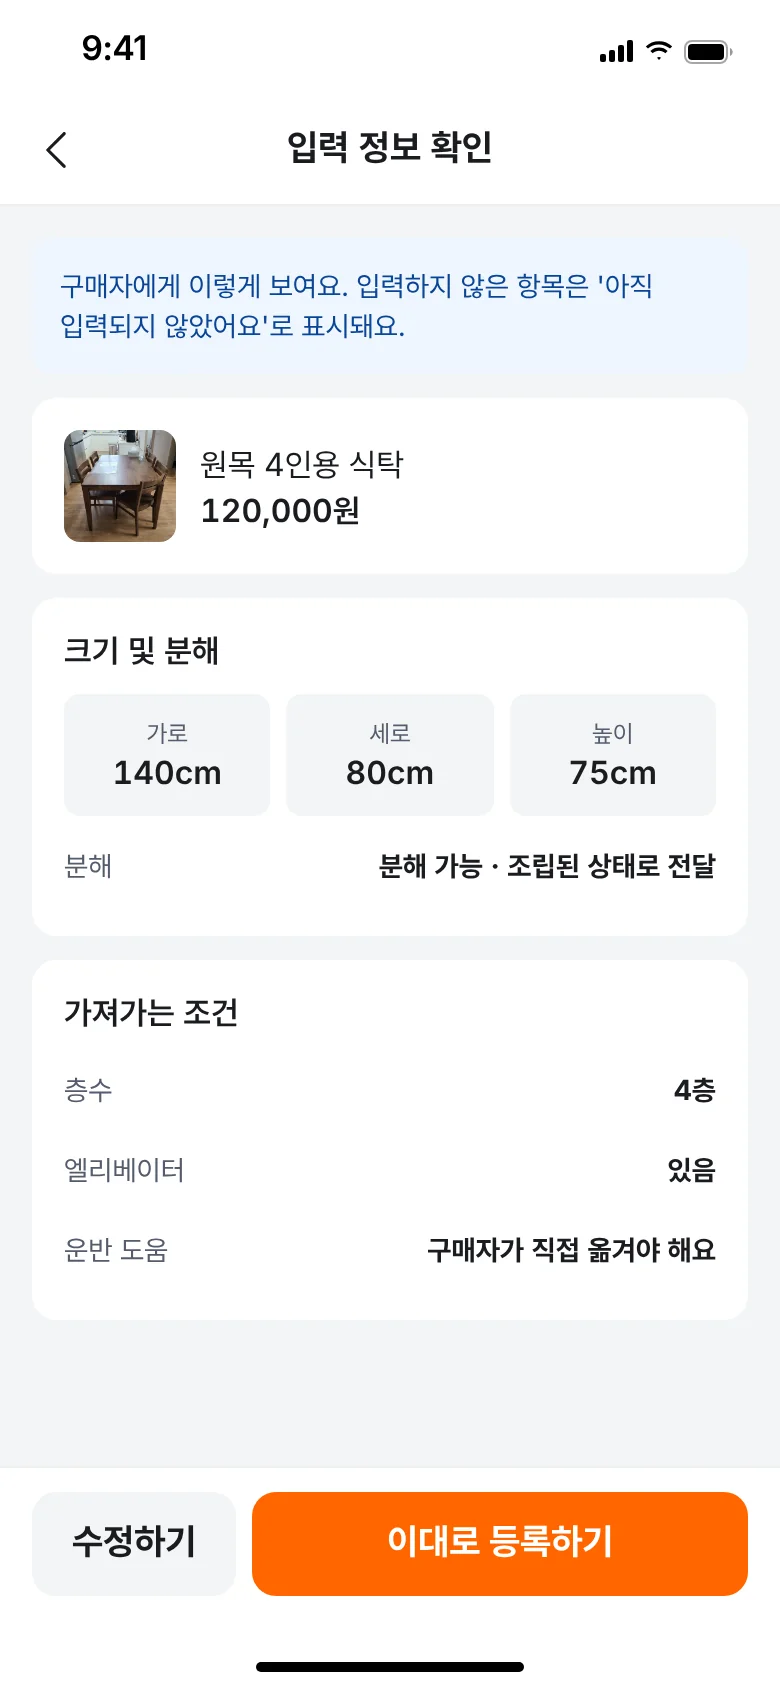 9:41
입력 정보 확인
구매자에게 이렇게 보여요. 입력하지 않은 항목은 '아직
입력되지 않았어요'로 표시돼요.
원목 4인용 식탁
120,000원
크기 및 분해
가로
140cm
세로
80cm
높이
75cm
분해
분해 가능 · 조립된 상태로 전달
가져가는 조건
층수
4층
엘리베이터
있음
운반 도움
구매자가 직접 옮겨야 해요
수정하기
이대로 등록하기